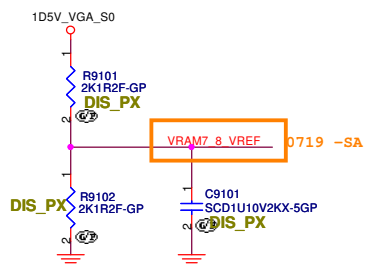 1D5V_VGA_S0
1
R9101
2K1R2F-GP
DIS_PX
2
G/P
VRAM7_8_VREF
0719 -SA
1
R9102
2K1R2F-GP
DIS_PX
2
G/P
1
C9101
SCD1U10V2KX-5GP
2
G/P
DIS_PX